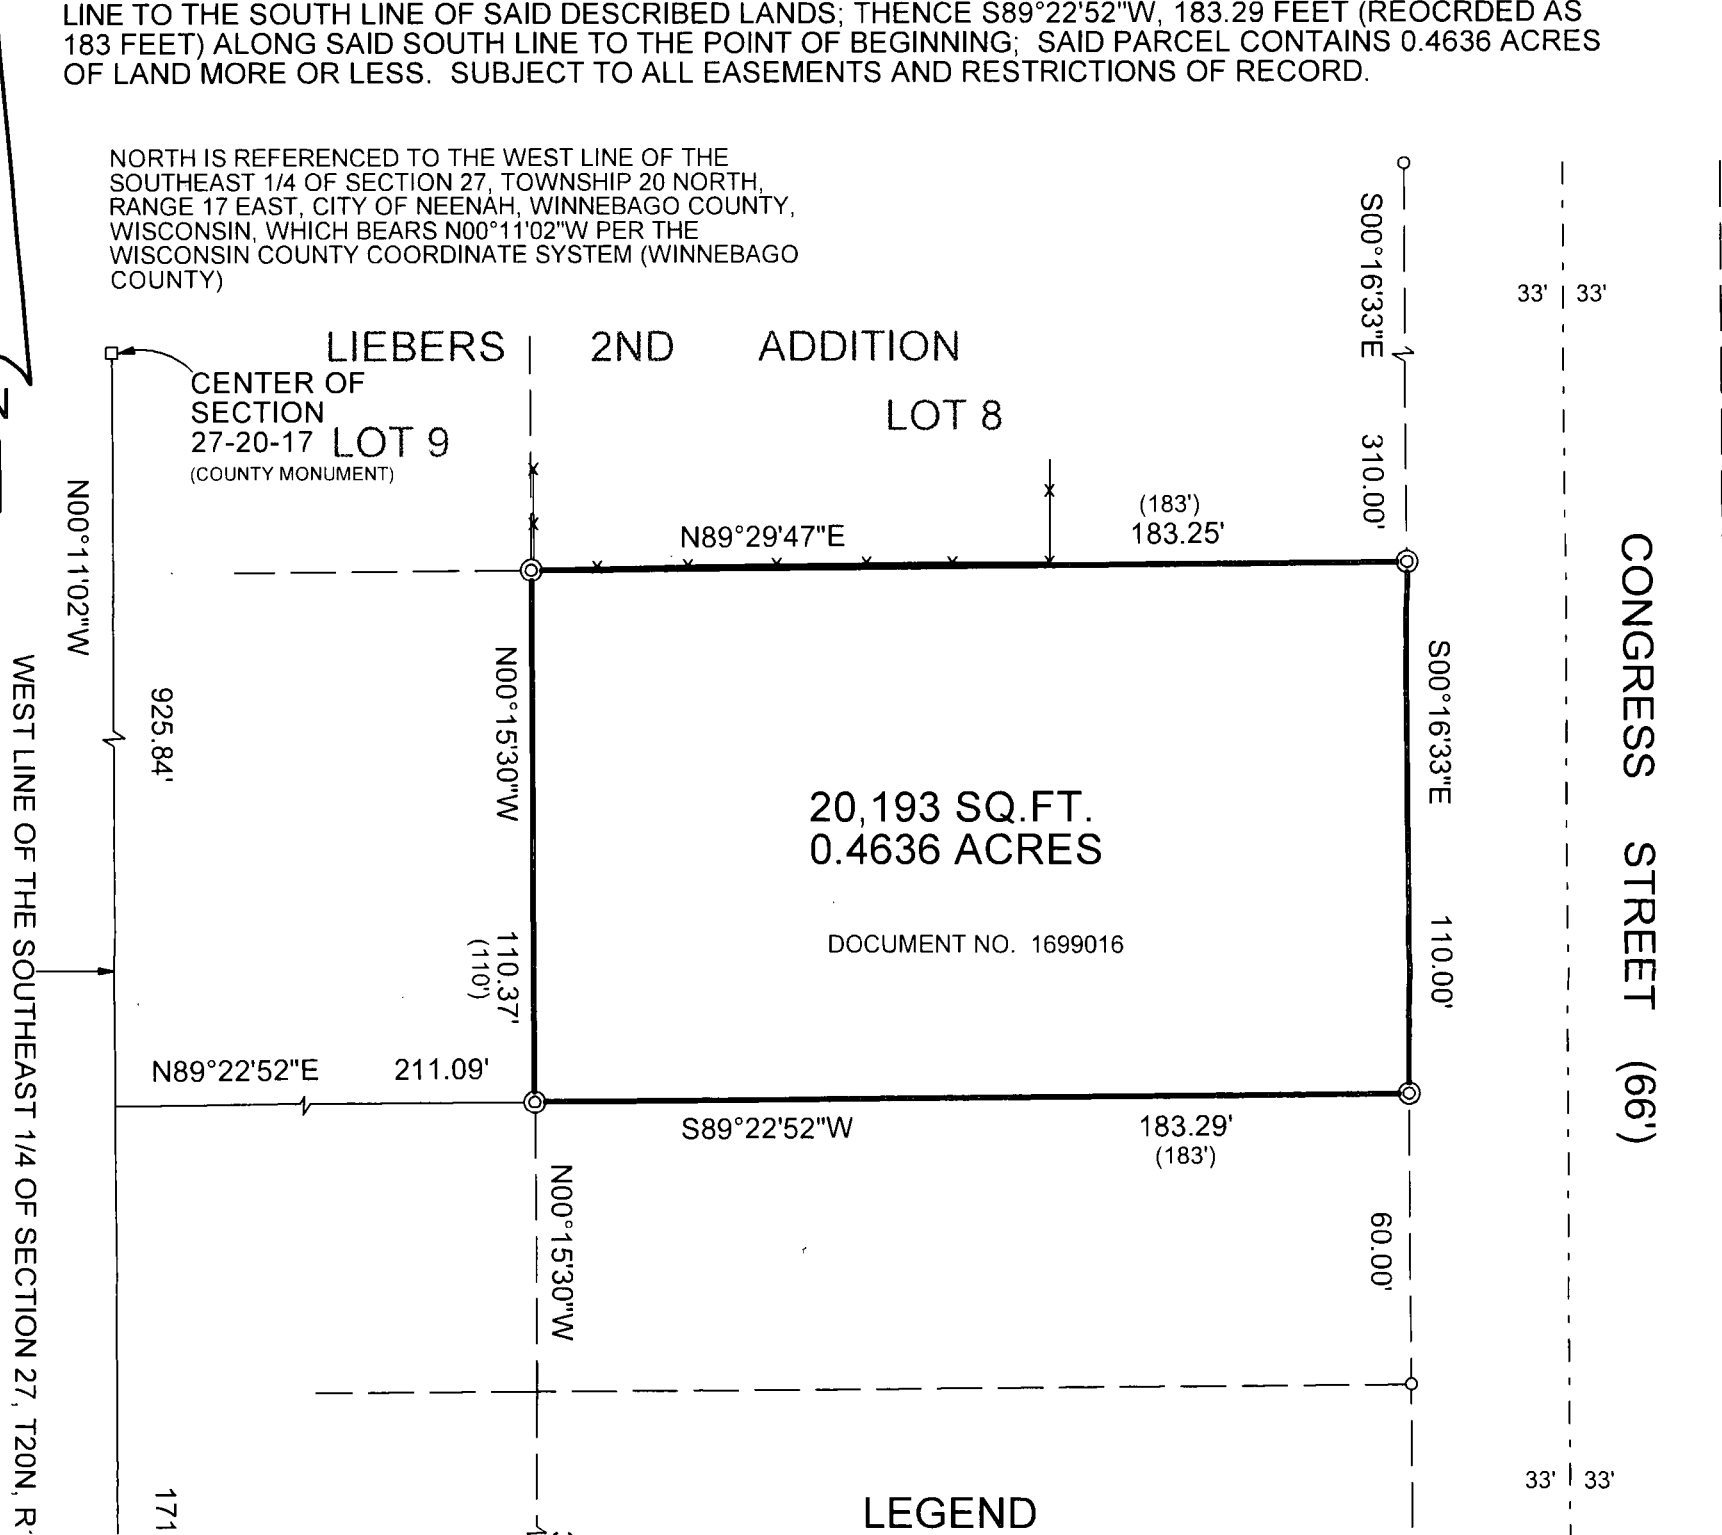 LINE TO THE SOUTH LINE OF SAID DESCRIBED LANDS; THENCE S89°22'52"W, 183.29 FEET (REOCRDED AS
183 FEET) ALONG SAID SOUTH LINE TO THE POINT OF BEGINNING; SAID PARCEL CONTAINS 0.4636 ACRES
OF LAND MORE OR LESS. SUBJECT TO ALL EASEMENTS AND RESTRICTIONS OF RECORD.
NORTH IS REFERENCED TO THE WEST LINE OF THE
SOUTHEAST 1/4 OF SECTION 27, TOWNSHIP 20 NORTH,
RANGE 17 EAST, CITY OF NEENAH, WINNEBAGO COUNTY,
WISCONSIN, WHICH BEARS N00°11'02"W PER THE
WISCONSIN COUNTY COORDINATE SYSTEM (WINNEBAGO
COUNTY)
S00°16'33"E 310.00'
33' 33'
LIEBERS 2ND ADDITION
CENTER OF
SECTION
27-20-17
(COUNTY MONUMENT)
LOT 9
LOT 8
N00°11'02"W 925.84'
N89°29'47"E
(183')
183.25'
CONGRESS STREET (66')
N00°15'30"W 110.37'
(110')
S00°16'33"E 110.00'
20,193 SQ.FT.
0.4636 ACRES
DOCUMENT NO. 1699016
WEST LINE OF THE SOUTHEAST 1/4 OF SECTION 27, T20N, R
N89°22'52"E 211.09'
S89°22'52"W 183.29'
(183')
N00°15'30"W
60.00'
171
33' 33'
LEGEND